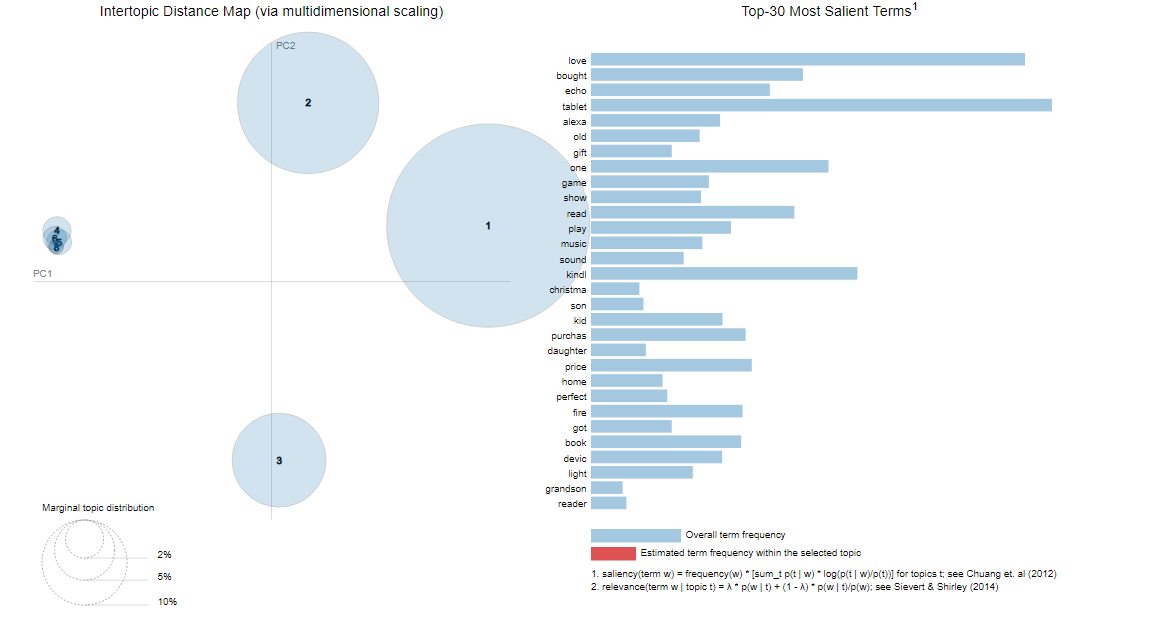 Intertopic Distance Map (via multidimensional scaling)
PC2
2
1
4
6
5
8
PC1
3
Marginal topic distribution
2%
5%
10%
Top-30 Most Salient Terms1
love
bought
echo
tablet
alexa
old
gift
one
game
show
read
play
music
sound
kindl
christma
son
kid
purchas
daughter
price
home
perfect
fire
got
book
devic
light
grandson
reader
Overall term frequency
Estimated term frequency within the selected topic
1. saliency(term w) = frequency(w) * [sum_t p(t | w) * log(p(t | w)/p(t))] for topics t; see Chuang et. al (2012)
2. relevance(term w | topic t) = λ * p(w | t) + (1 - λ) * p(w | t)/p(w); see Sievert & Shirley (2014)